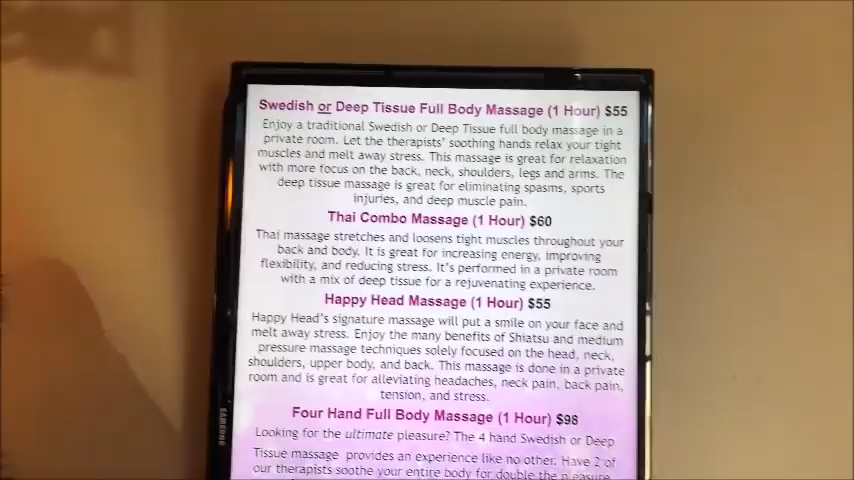 Swedish or Deep Tissue Full Body Massage (1 Hour) $55
Enjoy a traditional Swedish or Deep Tissue full body massage in a
private room. Let the therapists' soothing hands relax your tight
muscles and melt away stress. This massage is great for relaxation
with more focus on the back, neck, shoulders, legs and arms. The
deep tissue massage is great for eliminating spasms, sports
injuries, and deep muscle pain.
Thai Combo Massage (1 Hour) $60
Thai massage stretches and loosens tight muscles throughout your
back and body. It is great for increasing energy, improving
flexibility, and reducing stress. It's performed in a private room
with a mix of deep tissue for a rejuvenating experience.
Happy Head Massage (1 Hour) $55
Happy Head's signature massage will put a smile on your face and
melt away stress. Enjoy the many benefits of Shiatsu and medium
pressure massage techniques solely focused on the head, neck,
shoulders, upper body, and back. This massage is done in a private
room and is great for alleviating headaches, neck pain, back pain,
tension, and stress.
Four Hand Full Body Massage (1 Hour) $98
Looking for the ultimate pleasure? The 4 hand Swedish or Deep
Tissue massage provides an experience like no other. Have 2 of
our therapists soothe your entire body for double the pleasure
SAMSUNG